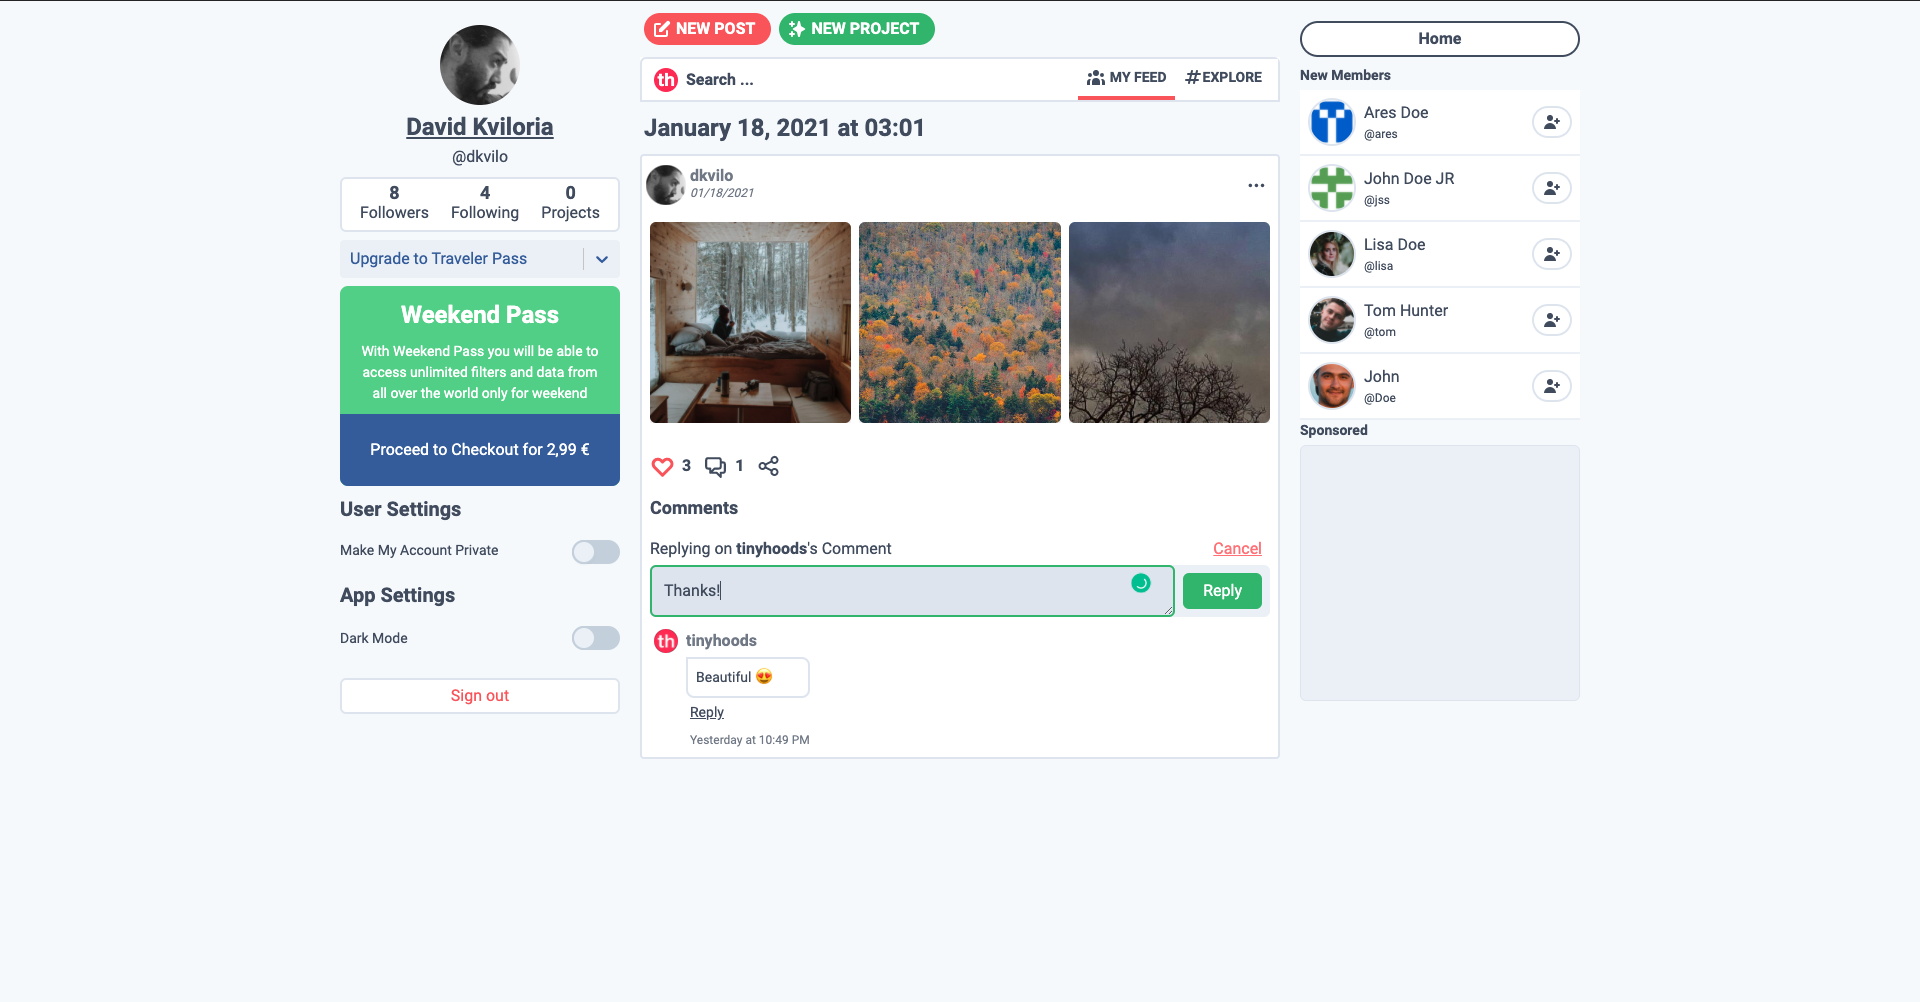 David Kviloria
@dkvilo
8
Followers
4
Following
0
Projects
Upgrade to Traveler Pass
Weekend Pass
With Weekend Pass you will be able to
access unlimited filters and data from
all over the world only for weekend
Proceed to Checkout for 2,99 €
User Settings
Make My Account Private
App Settings
Dark Mode
Sign out
NEW POST
NEW PROJECT
th
Search ...
MY FEED
#EXPLORE
January 18, 2021 at 03:01
dkvilo
01/18/2021
...
3
1
Comments
Replying on tinyhoods's Comment
Cancel
Thanks!
Reply
th
tinyhoods
Beautiful 😍
Reply
Yesterday at 10:49 PM
Home
New Members
Ares Doe
@ares
John Doe JR
@jss
Lisa Doe
@lisa
Tom Hunter
@tom
John
@Doe
Sponsored